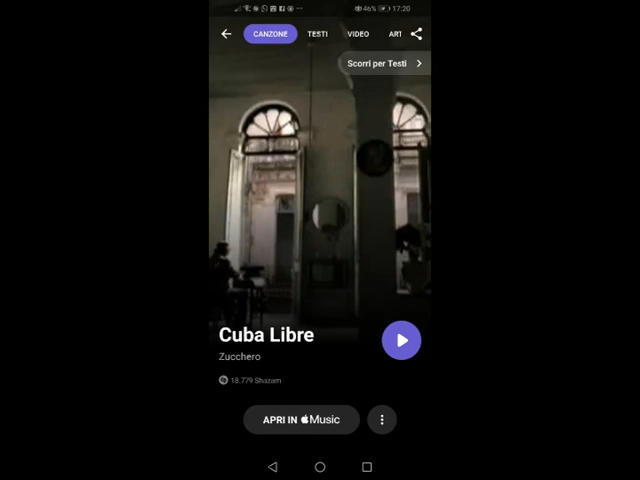 46% 17:20
CANZONE TESTI VIDEO ART
Scorri per Testi
Cuba Libre
Zucchero
18.779 Shazam
APRI IN Music